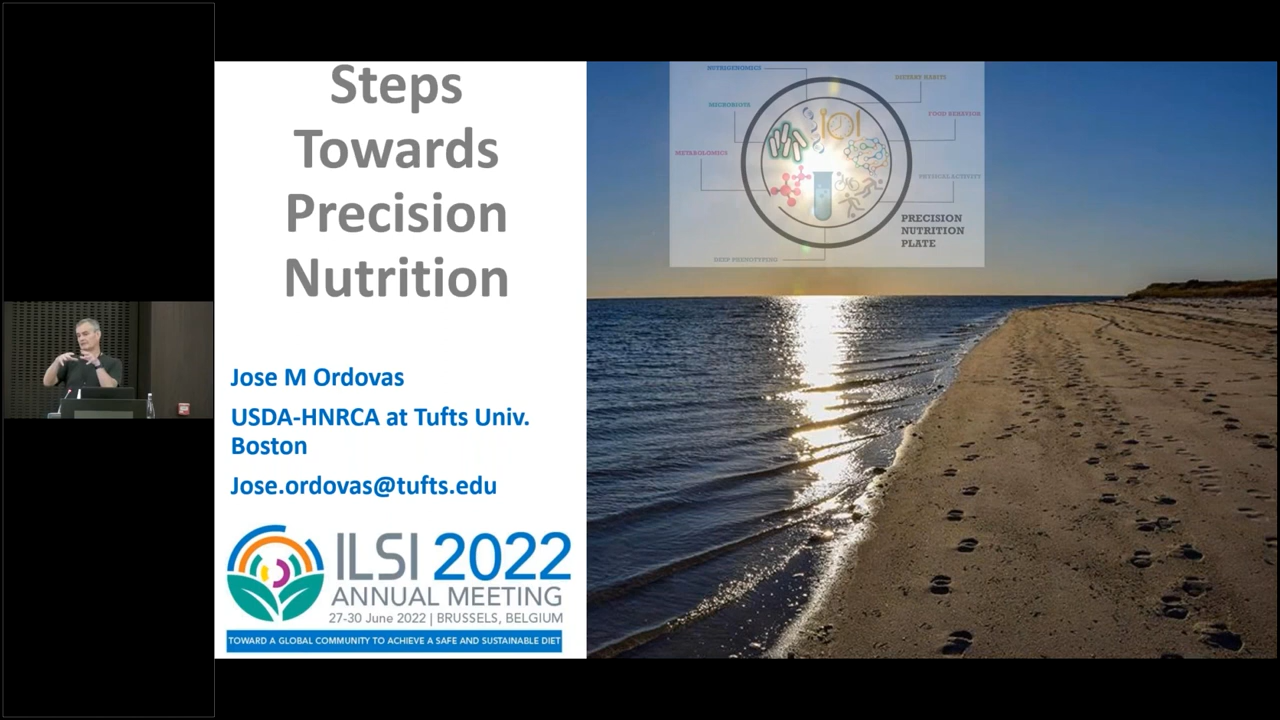 Steps
Towards
Precision
Nutrition
Jose M Ordovas
USDA-HNRCA at Tufts Univ.
Boston
Jose.ordovas@tufts.edu
ILSI 2022
ANNUAL MEETING
27-30 June 2022 | BRUSSELS, BELGIUM
TOWARD A GLOBAL COMMUNITY TO ACHIEVE A SAFE AND SUSTAINABLE DIET
NUTRIGENOMICS
DIETARY HABITS
MICROBIOTA
FOOD BEHAVIOR
METABOLOMICS
PHYSICAL ACTIVITY
PRECISION
NUTRITION
PLATE
DEEP PHENOTYPING